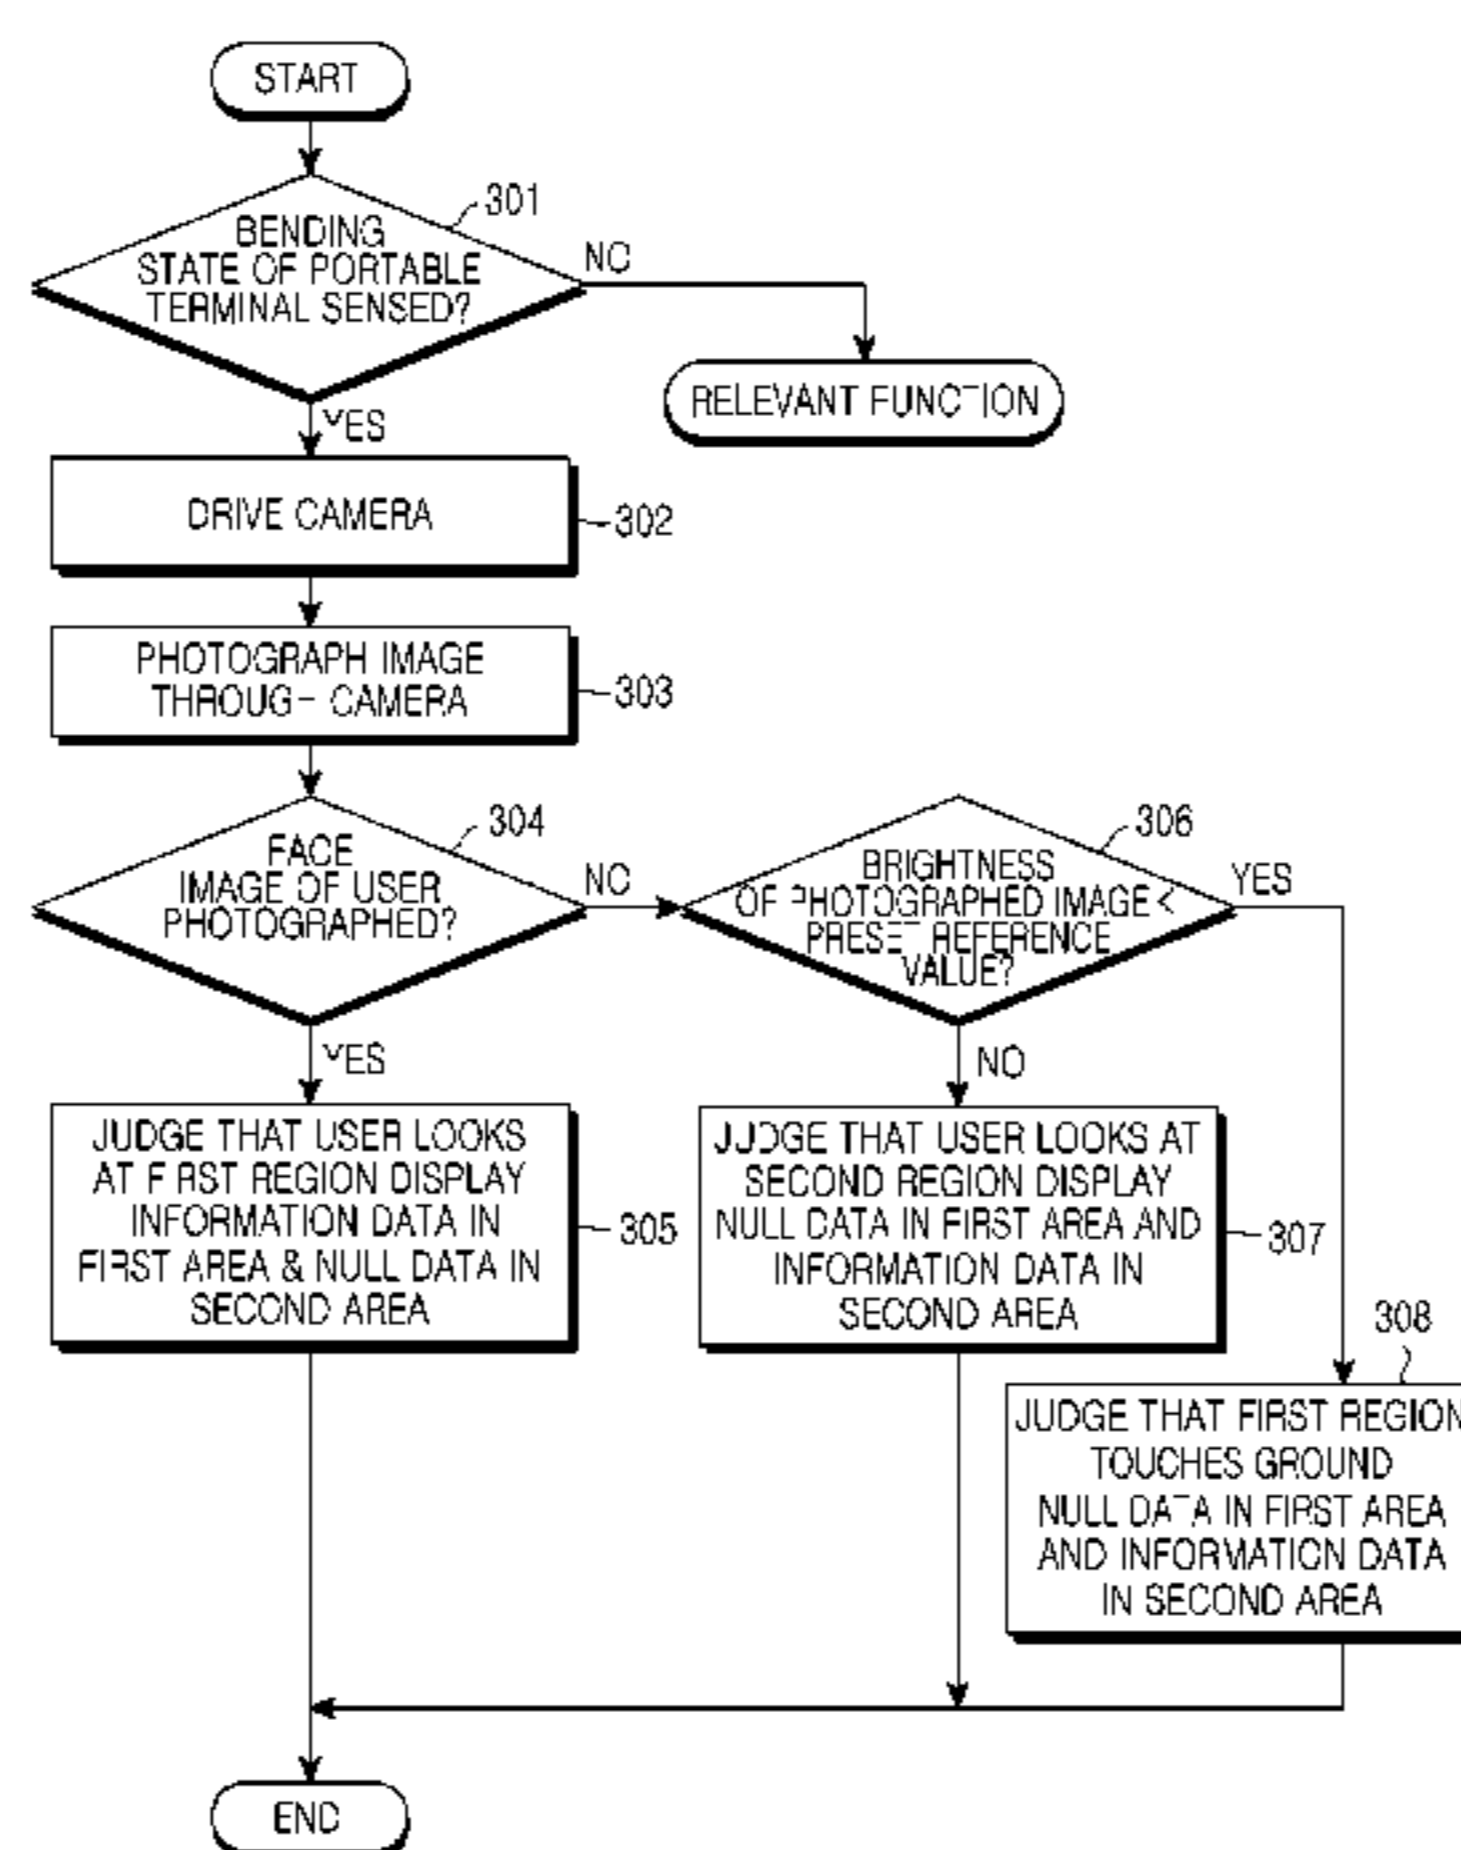 START
301
BENDING
STATE OF PORTABLE
TERMINAL SENSED?
NO
RELEVANT FUNCTION
YES
DRIVE CAMERA
302
PHOTOGRAPH IMAGE
THROUGH CAMERA
303
304
FACE
IMAGE OF USER
PHOTOGRAPHED?
NO
306
BRIGHTNESS
OF PHOTOGRAPHED IMAGE <
PRESET REFERENCE
VALUE?
YES
YES
NO
JUDGE THAT USER LOOKS
AT FIRST REGION DISPLAY
INFORMATION DATA IN
FIRST AREA & NULL DATA IN
SECOND AREA
305
JUDGE THAT USER LOOKS AT
SECOND REGION DISPLAY
NULL DATA IN FIRST AREA AND
INFORMATION DATA IN
SECOND AREA
307
308
JUDGE THAT FIRST REGION
TOUCHES GROUND
NULL DATA IN FIRST AREA
AND INFORMATION DATA
IN SECOND AREA
END